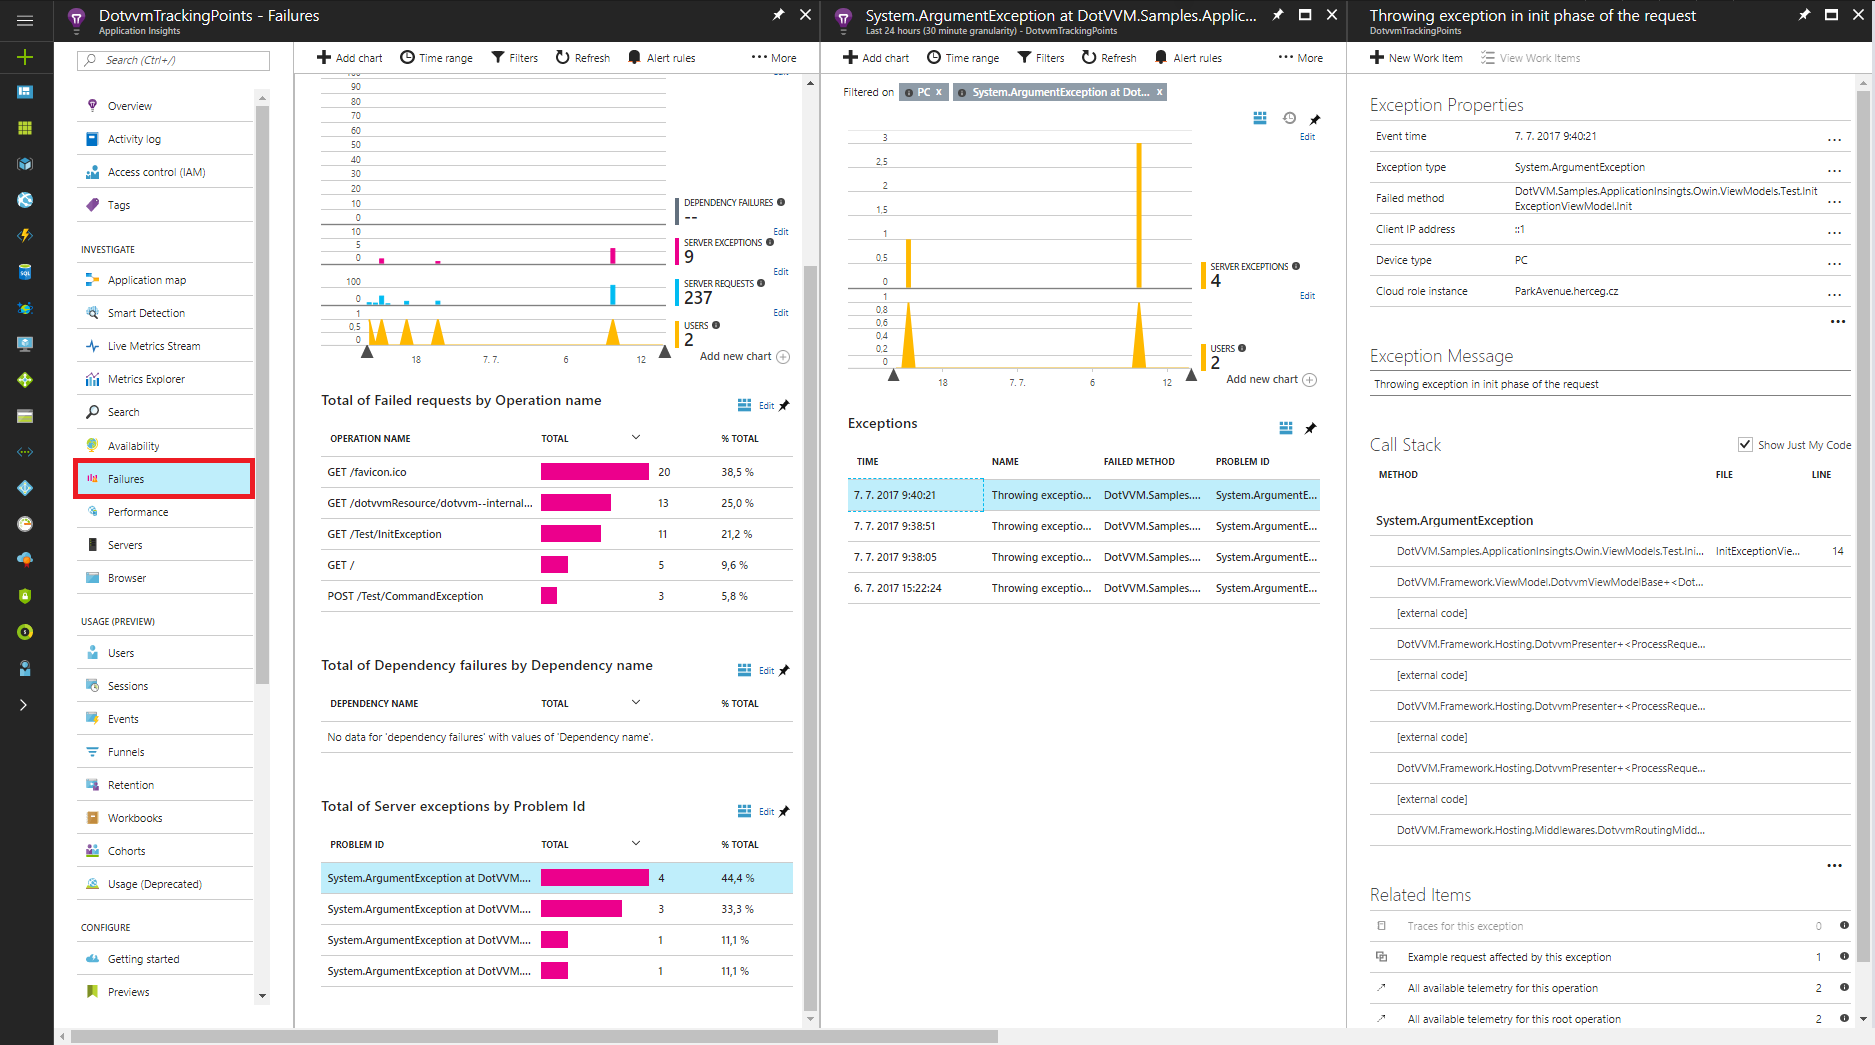 DotvvmTrackingPoints - Failures
Application Insights
Search (Ctrl+/)
Overview
Activity log
Access control (IAM)
Tags
INVESTIGATE
Application map
Smart Detection
Live Metrics Stream
Metrics Explorer
Search
Availability
Failures
Performance
Servers
Browser
USAGE (PREVIEW)
Users
Sessions
Events
Funnels
Retention
Workbooks
Cohorts
Usage (Deprecated)
CONFIGURE
Getting started
Previews
Add chart
Time range
Filters
Refresh
Alert rules
More
90
80
70
60
50
40
30
20
10
0
DEPENDENCY FAILURES
--
Edit
10
5
0
SERVER EXCEPTIONS
9
Edit
100
0
SERVER REQUESTS
237
Edit
1
0,5
0
USERS
2
18
7. 7.
6
12
Add new chart
Total of Failed requests by Operation name
Edit
OPERATION NAME TOTAL % TOTAL
GET /favicon.ico 20 38,5 %
GET /dotvvmResource/dotvvm--internal... 13 25,0 %
GET /Test/InitException 11 21,2 %
GET / 5 9,6 %
POST /Test/CommandException 3 5,8 %
Total of Dependency failures by Dependency name
Edit
DEPENDENCY NAME TOTAL % TOTAL
No data for 'dependency failures' with values of 'Dependency name'.
Total of Server exceptions by Problem Id
Edit
PROBLEM ID TOTAL % TOTAL
System.ArgumentException at DotVVM.... 4 44,4 %
System.ArgumentException at DotVVM.... 3 33,3 %
System.ArgumentException at DotVVM.... 1 11,1 %
System.ArgumentException at DotVVM.... 1 11,1 %
System.ArgumentException at DotVVM.Samples.Applic...
Last 24 hours (30 minute granularity) - DotvvmTrackingPoints
Add chart
Time range
Filters
Refresh
Alert rules
More
Filtered on
PC x
System.ArgumentException at Dot... x
Edit
3
2,5
2
1,5
1
0,5
0
SERVER EXCEPTIONS
4
Edit
1
0,8
0,6
0,4
0,2
0
USERS
2
18
7. 7.
6
12
Add new chart
Exceptions
TIME NAME FAILED METHOD PROBLEM ID
7. 7. 2017 9:40:21 Throwing exceptio... DotVVM.Samples.... System.ArgumentE...
7. 7. 2017 9:38:51 Throwing exceptio... DotVVM.Samples.... System.ArgumentE...
7. 7. 2017 9:38:05 Throwing exceptio... DotVVM.Samples.... System.ArgumentE...
6. 7. 2017 15:22:24 Throwing exceptio... DotVVM.Samples.... System.ArgumentE...
Throwing exception in init phase of the request
DotvvmTrackingPoints
New Work Item
View Work Items
Exception Properties
Event time 7. 7. 2017 9:40:21 ...
Exception type System.ArgumentException ...
Failed method DotVVM.Samples.ApplicationInsingts.Owin.ViewModels.Test.Init
ExceptionViewModel.Init ...
Client IP address ::1 ...
Device type PC ...
Cloud role instance ParkAvenue.herceg.cz ...
Exception Message
Throwing exception in init phase of the request
Call Stack
Show Just My Code
METHOD FILE LINE
System.ArgumentException
DotVVM.Samples.ApplicationInsingts.Owin.ViewModels.Test.Ini... InitExceptionVie... 14
DotVVM.Framework.ViewModel.DotvvmViewModelBase+<Dot...
[external code]
DotVVM.Framework.Hosting.DotvvmPresenter+<ProcessReque...
[external code]
DotVVM.Framework.Hosting.DotvvmPresenter+<ProcessReque...
[external code]
DotVVM.Framework.Hosting.DotvvmPresenter+<ProcessReque...
[external code]
DotVVM.Framework.Hosting.Middlewares.DotvvmRoutingMidd...
Related Items
Traces for this exception 0
Example request affected by this exception 1
All available telemetry for this operation 2
All available telemetry for this root operation 2